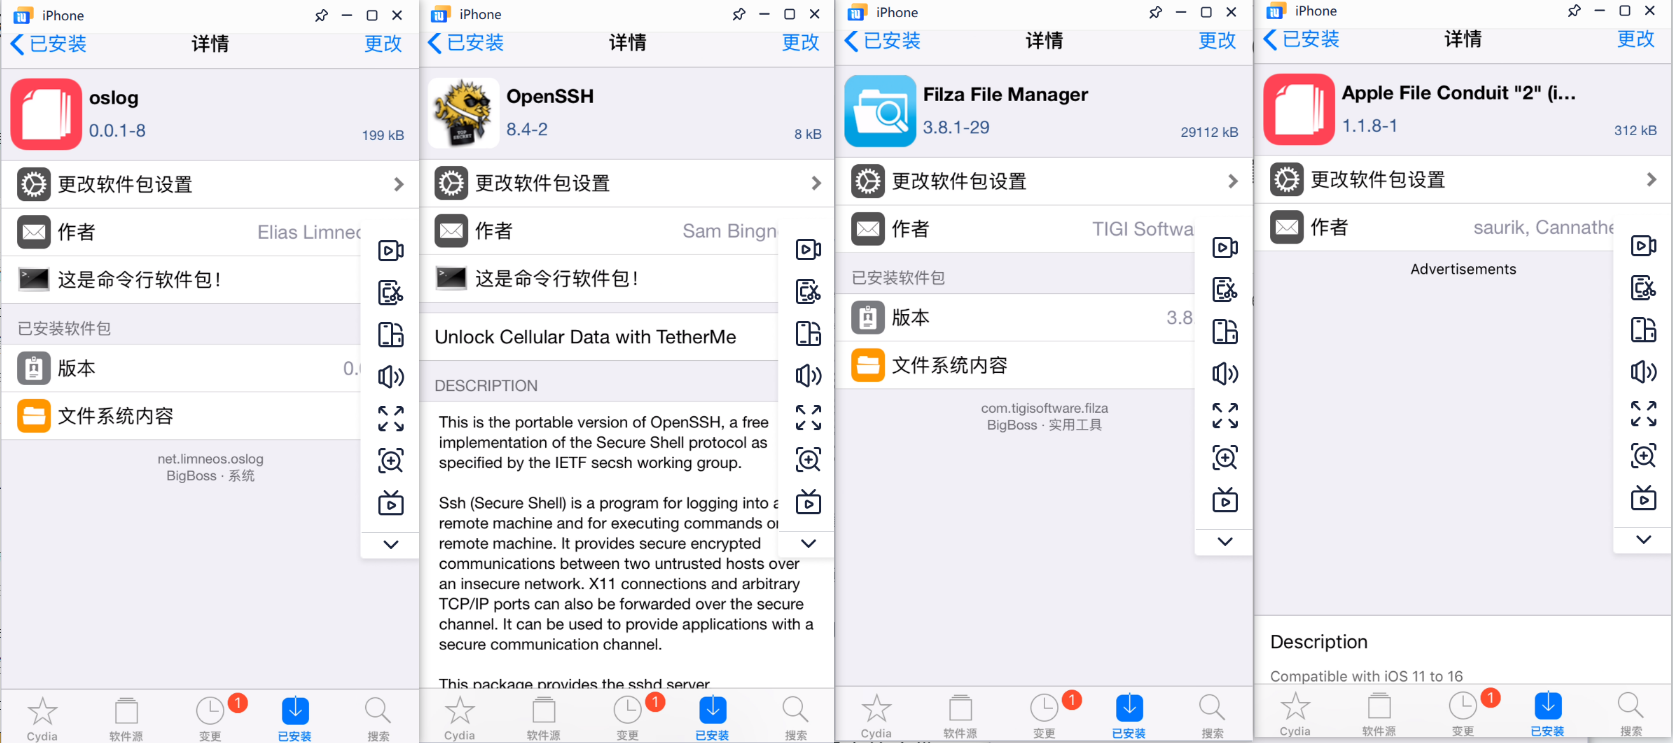 iPhone
已安装
详情
更改
oslog
0.0.1-8
199 kB
更改软件包设置
作者
Elias Limneo
这是命令行软件包!
已安装软件包
版本
0.
文件系统内容
net.limneos.oslog
BigBoss · 系统
Cydia
软件源
1
变更
已安装
搜索
iPhone
已安装
详情
更改
OpenSSH
8.4-2
8 kB
更改软件包设置
作者
Sam Bingn
这是命令行软件包!
Unlock Cellular Data with TetherMe
DESCRIPTION
This is the portable version of OpenSSH, a free
implementation of the Secure Shell protocol as
specified by the IETF secsh working group.
Ssh (Secure Shell) is a program for logging into a
remote machine and for executing commands on
remote machine. It provides secure encrypted
communications between two untrusted hosts over
an insecure network. X11 connections and arbitrary
TCP/IP ports can also be forwarded over the secure
channel. It can be used to provide applications with a
secure communication channel.
This package provides the sshd server.
Cydia
软件源
1
变更
已安装
搜索
iPhone
已安装
详情
更改
Filza File Manager
3.8.1-29
29112 kB
更改软件包设置
作者
TIGI Softwa
已安装软件包
版本
3.8
文件系统内容
com.tigisoftware.filza
BigBoss · 实用工具
Cydia
软件源
1
变更
已安装
搜索
iPhone
已安装
详情
更改
Apple File Conduit "2" (i...
1.1.8-1
312 kB
更改软件包设置
作者
saurik, Cannathe
Advertisements
Description
Compatible with iOS 11 to 16
Cydia
软件源
1
变更
已安装
搜索